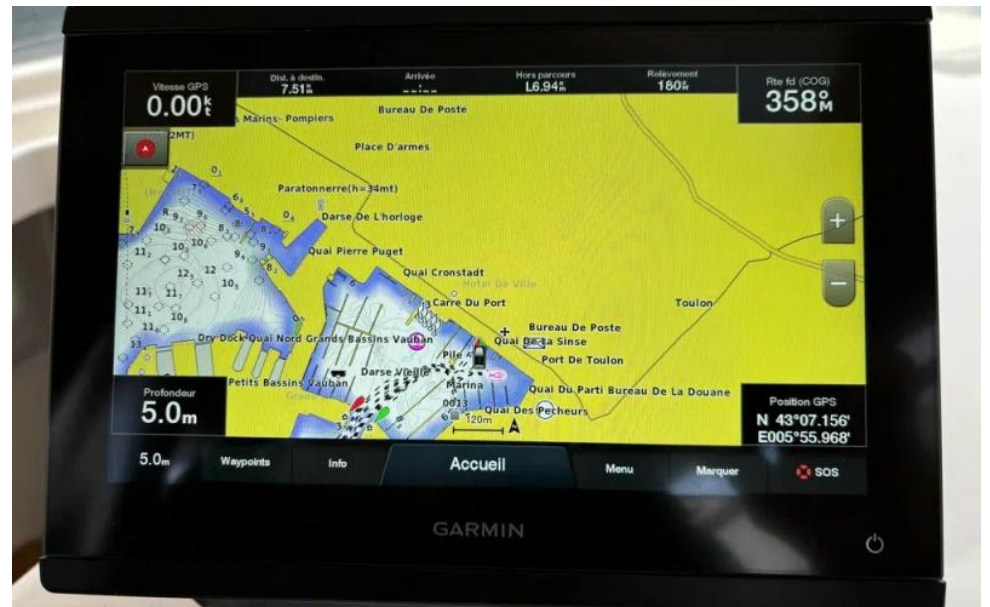 Vitesse GPS
0.00kt
Dist. à destin.
7.51
Arrivée
--:--
Hors parcours
L6.94
Relèvement
180
Rte fd (COG)
358°M
s Marins- Pompiers
Bureau De Poste
2MT)
A
Place D'armes
Paratonnerre(h=34mt)
Darse De L'horloge
Quai Pierre Puget
Quai Cronstadt
Hotel De Ville
Carre Du Port
Toulon
Bureau De Poste
Quai De La Sinse
Dry Dock Quai Nord Grands Bassins Vauban
Pile
Port De Toulon
Darse Vieille
Petits Bassins Vauban
Marina
Quai Du Parti Bureau De La Douane
0013
Quai Des Pecheurs
120m
Profondeur
5.0m
Position GPS
N 43°07.156'
E005°55.968'
5.0m
Waypoints
Info
Accueil
Menu
Marquer
SOS
GARMIN